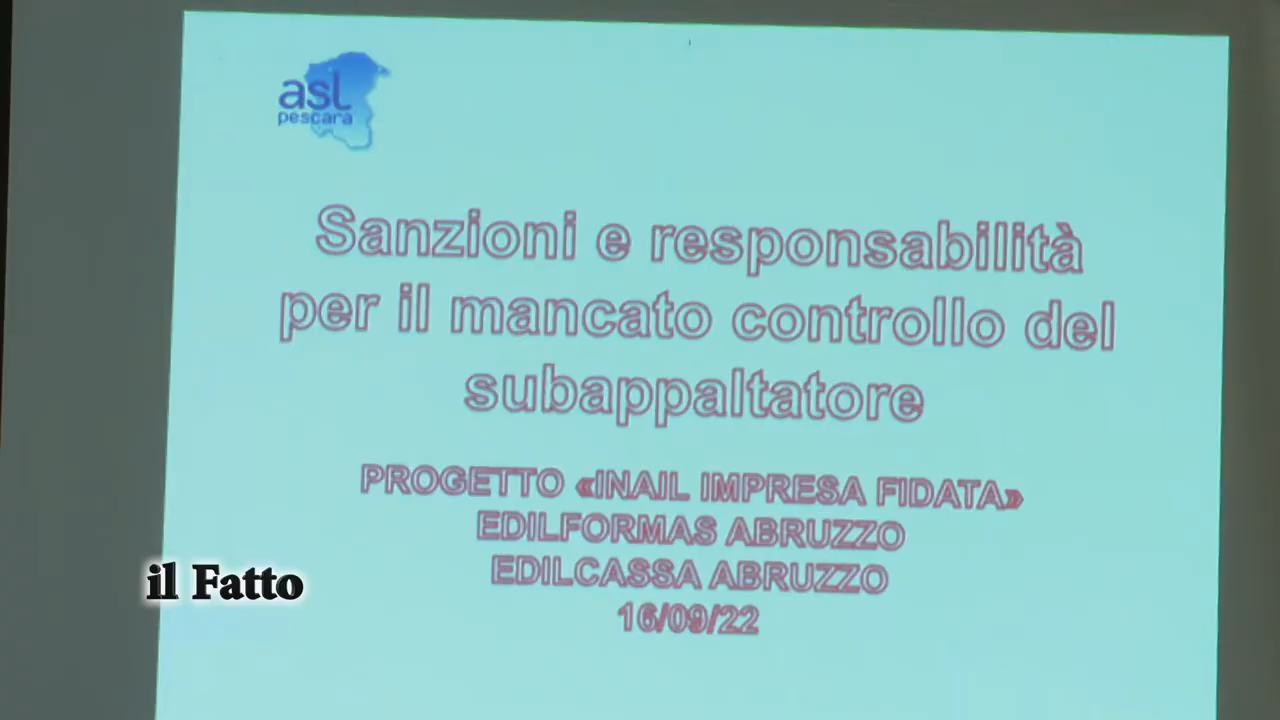 asl
pescara
Sanzioni e responsabilità
per il mancato controllo del
subappaltatore
PROGETTO «INAIL IMPRESA FIDATA»
EDILFORMAS ABRUZZO
EDILCASSA ABRUZZO
16/09/22
il Fatto